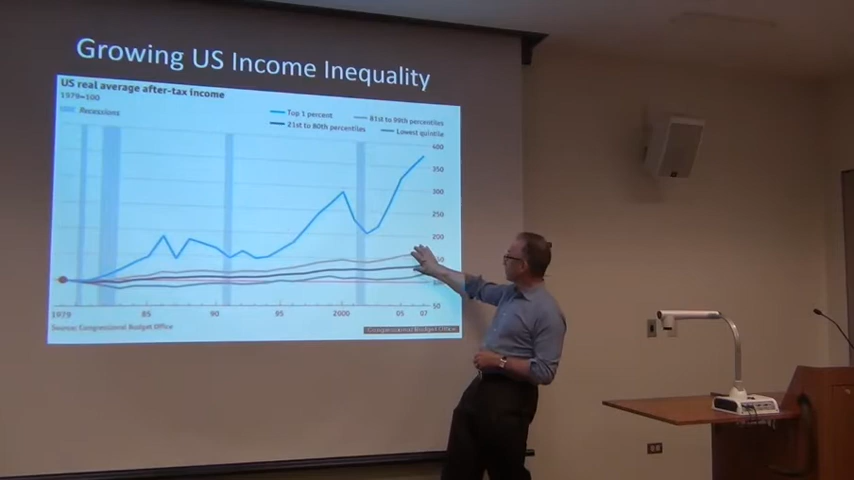 Growing US Income Inequality
US real average after-tax income
1979=100
Recessions
Top 1 percent
81st to 99th percentiles
21st to 80th percentiles
Lowest quintile
400
350
300
250
200
50
1979
85
90
95
2000
05
07
Source: Congressional Budget Office
Congressional Budget Office